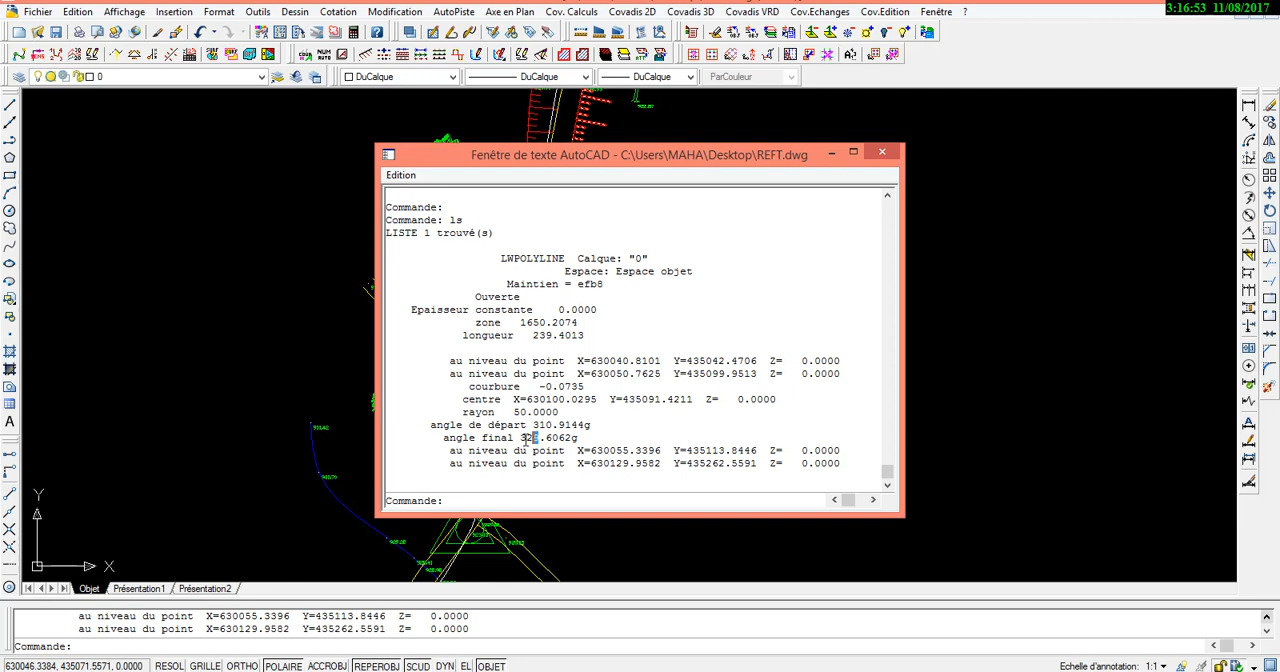 3:16:53 11/08/2017
Fichier Edition Affichage Insertion Format Outils Dessin Cotation Modification AutoPiste Axe en Plan Cov. Calculs Covadis 2D Covadis 3D Covadis VRD Cov.Echanges Cov.Edition Fenêtre ?
0 DuCalque DuCalque DuCalque ParCouleur
Fenêtre de texte AutoCAD - C:\Users\MAHA\Desktop\REFT.dwg
Edition
Commande:
Commande: ls
LISTE 1 trouvé(s)
LWPOLYLINE Calque: "0"
Espace: Espace objet
Maintien = efb8
Ouverte
Epaisseur constante 0.0000
zone 1650.2074
longueur 239.4013
au niveau du point X=630040.8101 Y=435042.4706 Z= 0.0000
au niveau du point X=630050.7625 Y=435099.9513 Z= 0.0000
courbure -0.0735
centre X=630100.0295 Y=435091.4211 Z= 0.0000
rayon 50.0000
angle de départ 310.9144g
angle final
au niveau du point X=630055.3396 Y=435113.8446 Z= 0.0000
au niveau du point X=630129.9582 Y=435262.5591 Z= 0.0000
Commande:
Y
X
Objet Présentation1 Présentation2
au niveau du point X=630055.3396 Y=435113.8446 Z= 0.0000
au niveau du point X=630129.9582 Y=435262.5591 Z= 0.0000
Commande:
630046.3384, 435071.5571, 0.0000 RESOL GRILLE ORTHO POLAIRE ACCROBJ REPEROBJ SCUD DYN EL OBJET Echelle d'annotation: 1:1